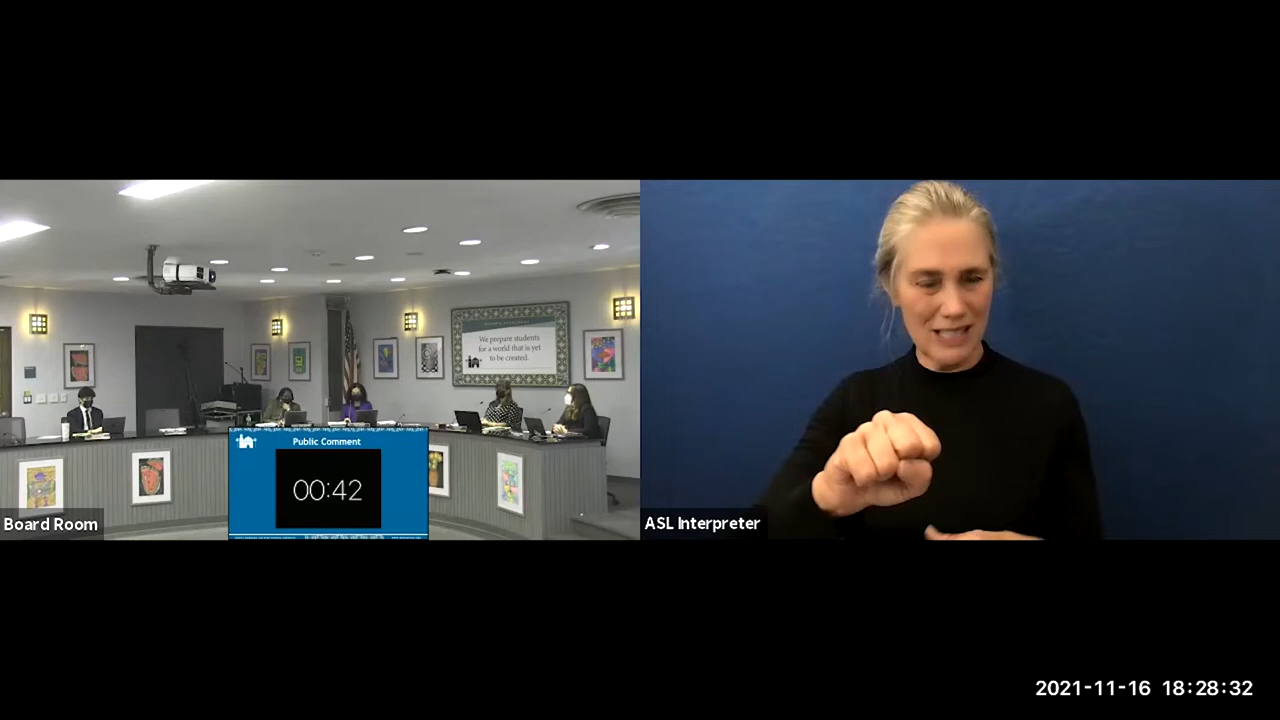 We prepare students
for a world that is yet
to be created.
Public Comment
00:42
Board Room
ASL Interpreter
2021-11-16 18:28:32